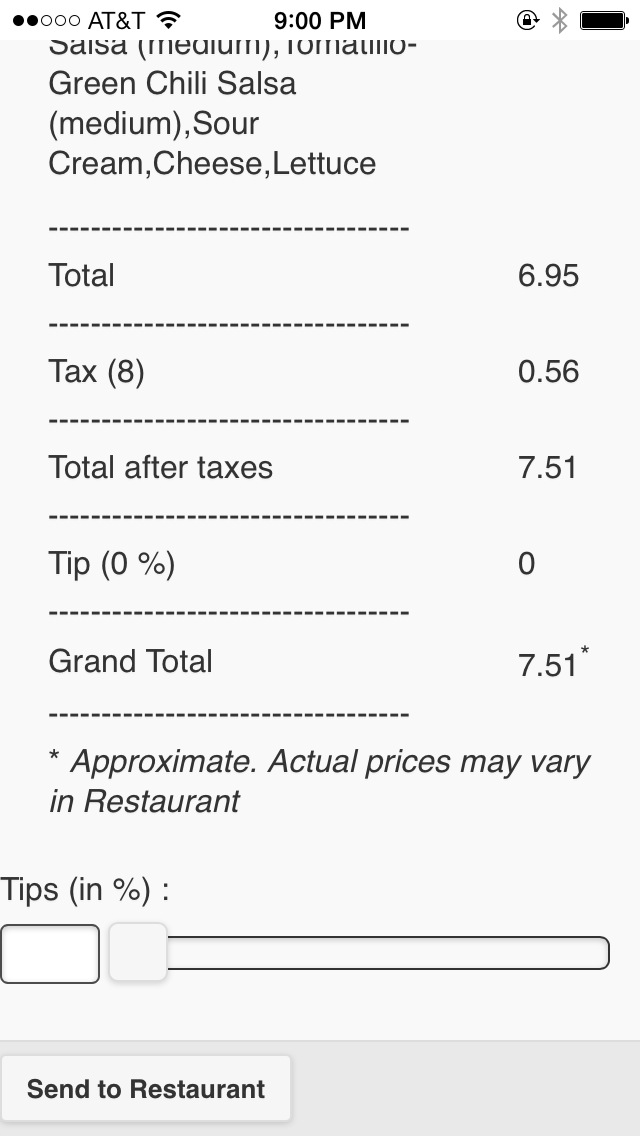 AT&T 9:00 PM
Salsa (medium),Tomatillo-
Green Chili Salsa
(medium),Sour
Cream,Cheese,Lettuce
---------------------------------
Total 6.95
---------------------------------
Tax (8) 0.56
---------------------------------
Total after taxes 7.51
---------------------------------
Tip (0 %) 0
---------------------------------
Grand Total 7.51*
---------------------------------
* Approximate. Actual prices may vary
in Restaurant
Tips (in %) :
Send to Restaurant